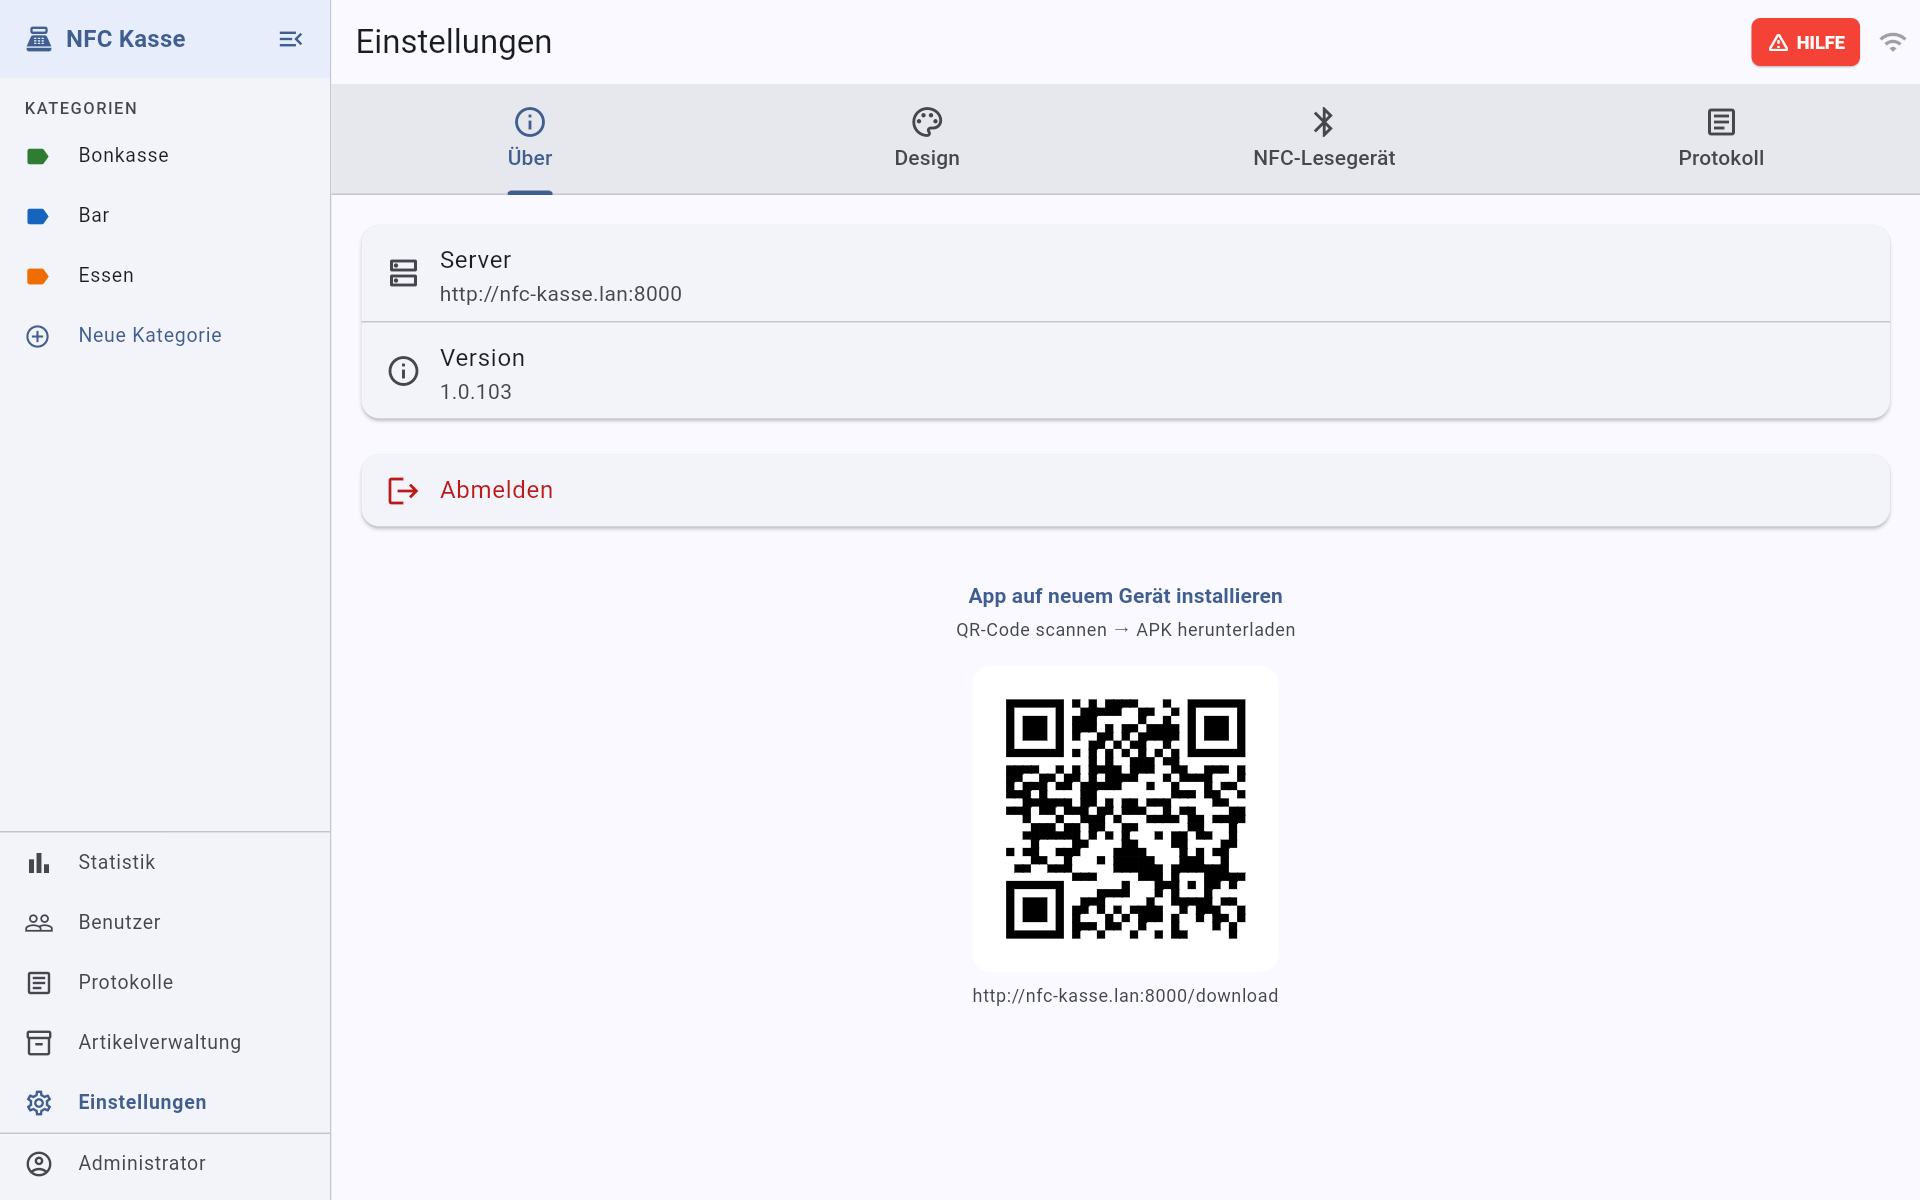 NFC Kasse
KATEGORIEN
Bonkasse
Bar
Essen
Neue Kategorie
Statistik
Benutzer
Protokolle
Artikelverwaltung
Einstellungen
Administrator
Einstellungen
HILFE
Über
Design
NFC-Lesegerät
Protokoll
Server
http://nfc-kasse.lan:8000
Version
1.0.103
Abmelden
App auf neuem Gerät installieren
QR-Code scannen → APK herunterladen
http://nfc-kasse.lan:8000/download